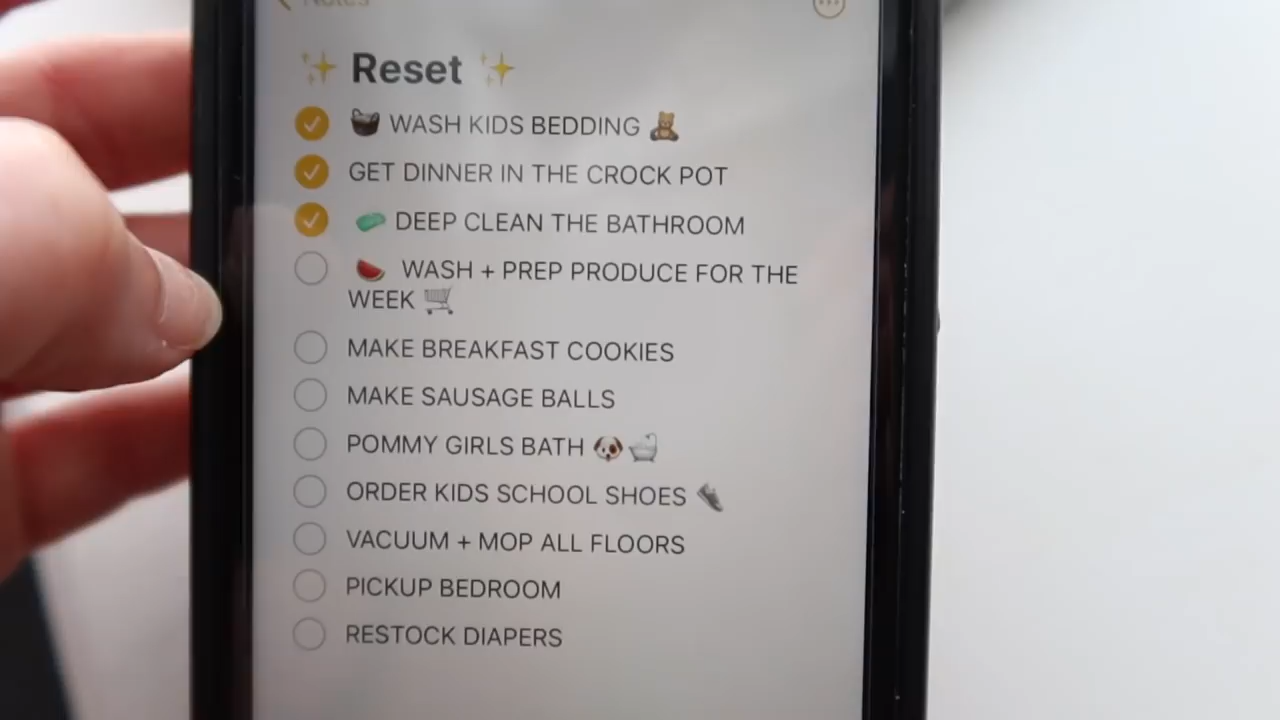 Notes
✨ Reset ✨
🧺 WASH KIDS BEDDING 🧸
GET DINNER IN THE CROCK POT
🧼 DEEP CLEAN THE BATHROOM
🍉 WASH + PREP PRODUCE FOR THE
WEEK 🛒
MAKE BREAKFAST COOKIES
MAKE SAUSAGE BALLS
POMMY GIRLS BATH 🐶🛁
ORDER KIDS SCHOOL SHOES 👟
VACUUM + MOP ALL FLOORS
PICKUP BEDROOM
RESTOCK DIAPERS